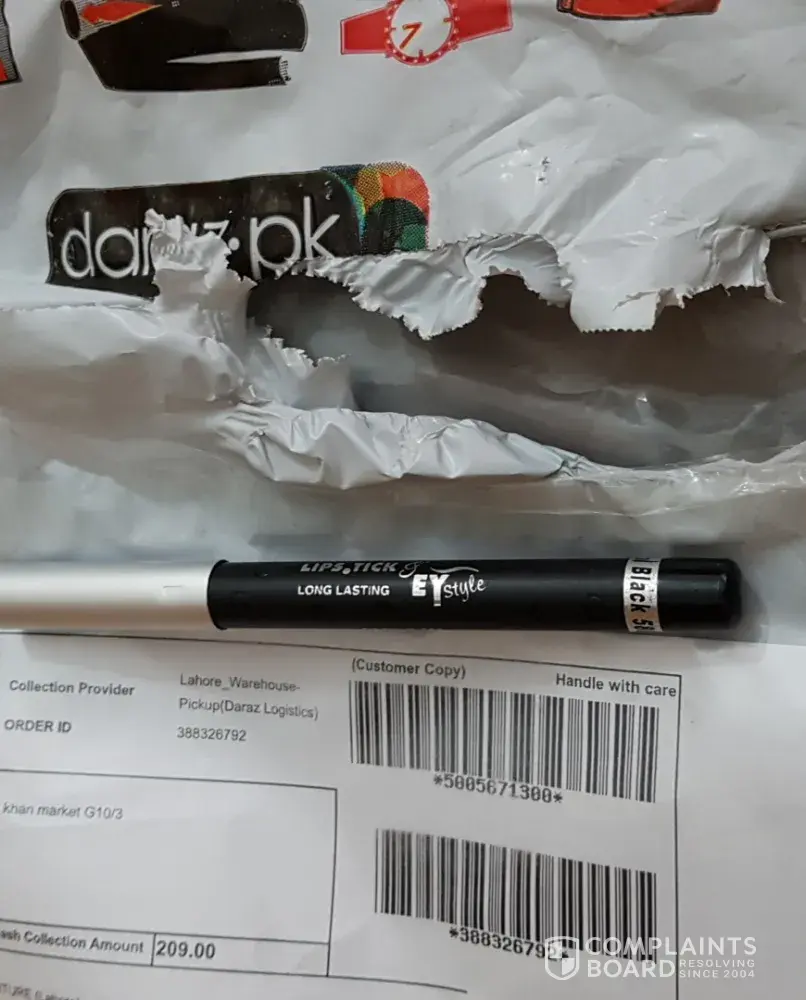 7
daraz.pk
LIPS.TICK &
LONG LASTING
EY style
Black
(Customer Copy)
Handle with care
Collection Provider
Lahore_Warehouse-
Pickup(Daraz Logistics)
ORDER ID
388326792
*5005671300*
khan market G10/3
Collection Amount
209.00
COMPLAINTS
BOARD
RESOLVING
SINCE 2004